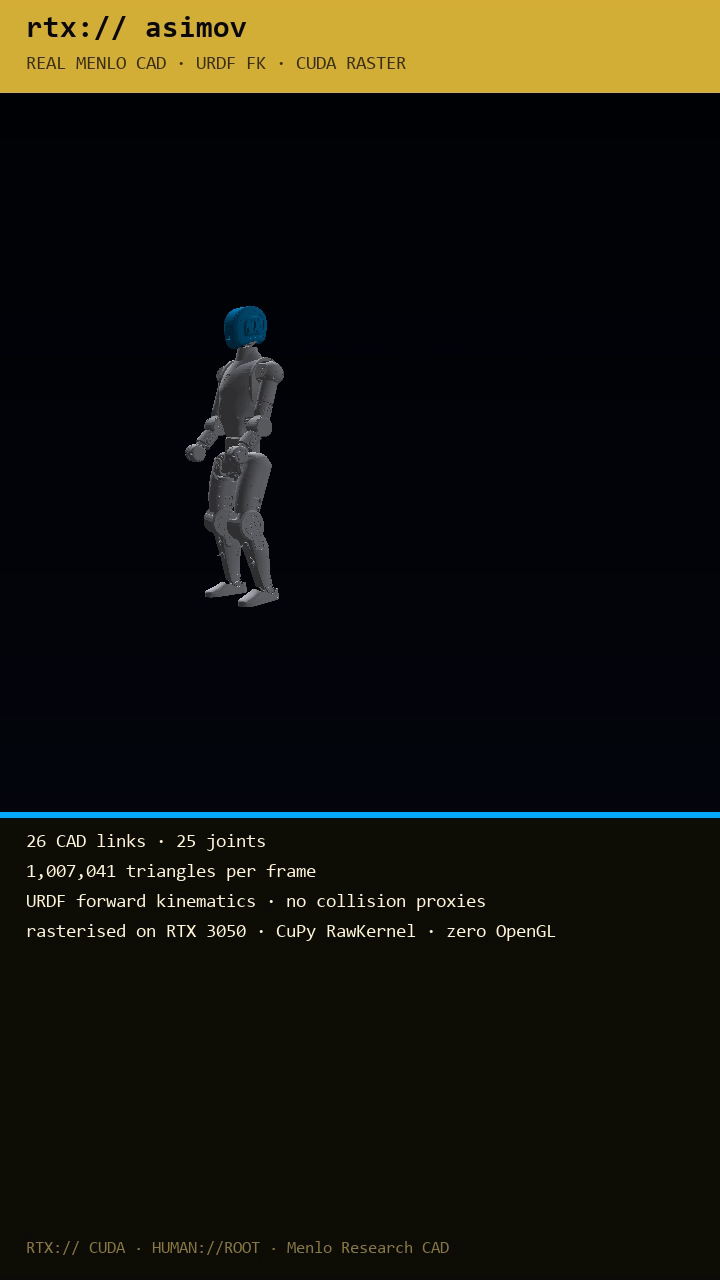 rtx:// asimov
REAL MENLO CAD · URDF FK · CUDA RASTER
26 CAD links · 25 joints
1,007,041 triangles per frame
URDF forward kinematics · no collision proxies
rasterised on RTX 3050 · CuPy RawKernel · zero OpenGL
RTX:// CUDA · HUMAN://ROOT · Menlo Research CAD